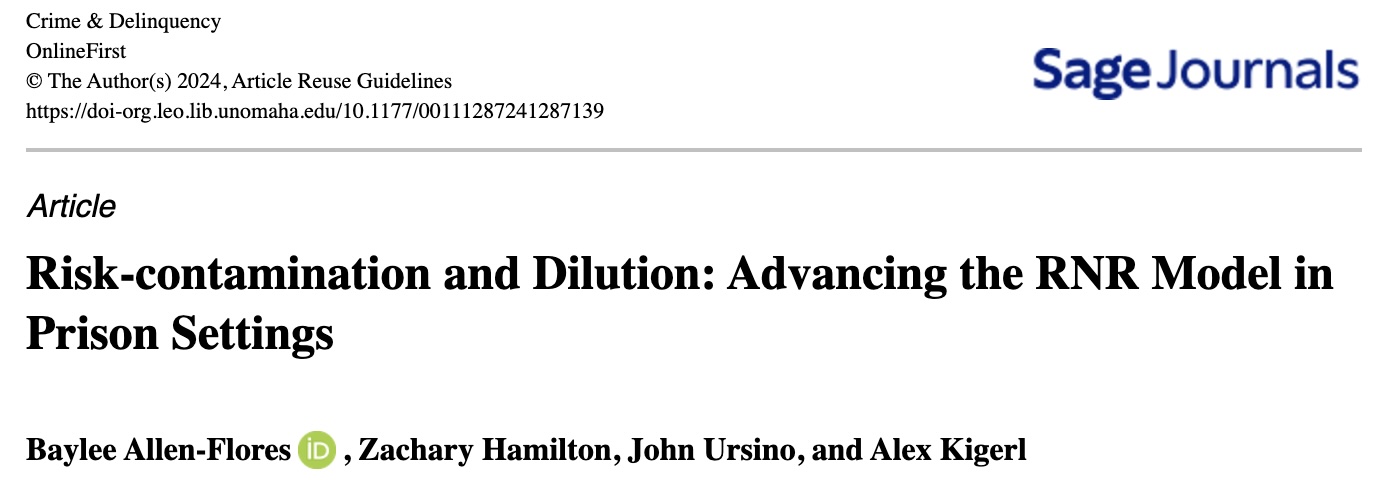 Crime & Delinquency
OnlineFirst
© The Author(s) 2024, Article Reuse Guidelines
https://doi-org.leo.lib.unomaha.edu/10.1177/00111287241287139
Sage Journals
Article
Risk-contamination and Dilution: Advancing the RNR Model in
Prison Settings
Baylee Allen-Flores iD , Zachary Hamilton, John Ursino, and Alex Kigerl